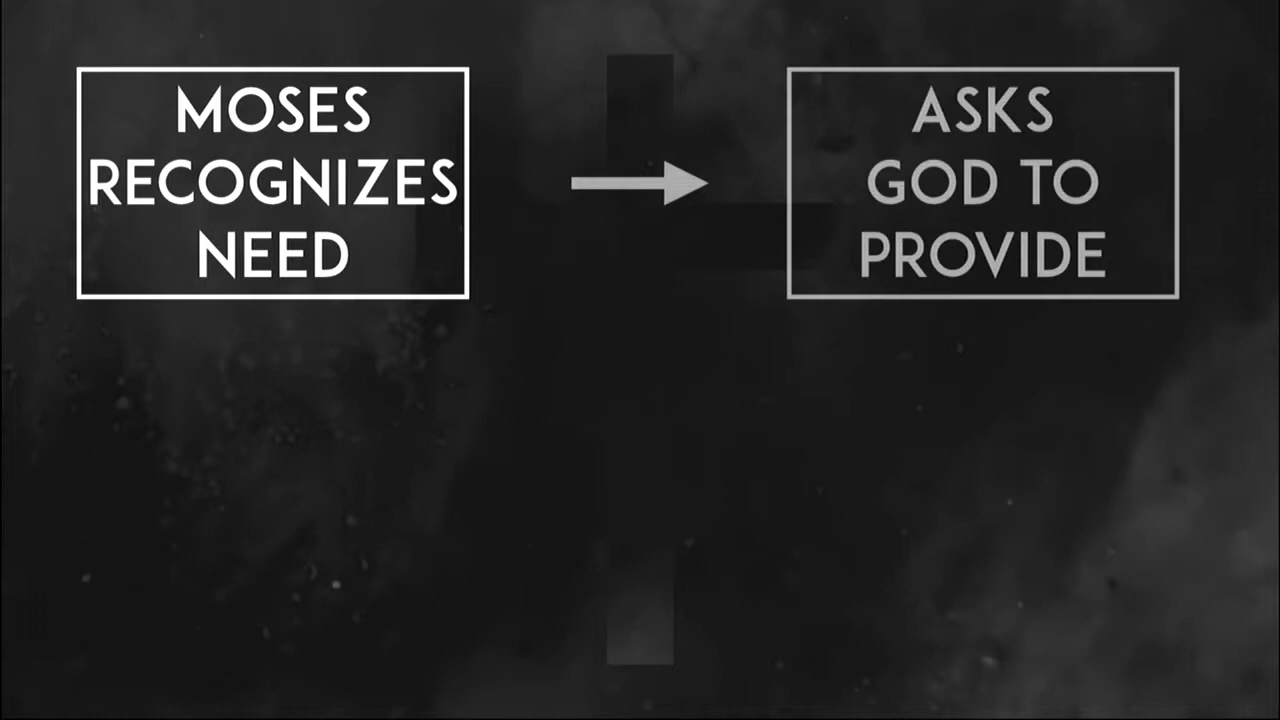 MOSES
RECOGNIZES
NEED
ASKS
GOD TO
PROVIDE